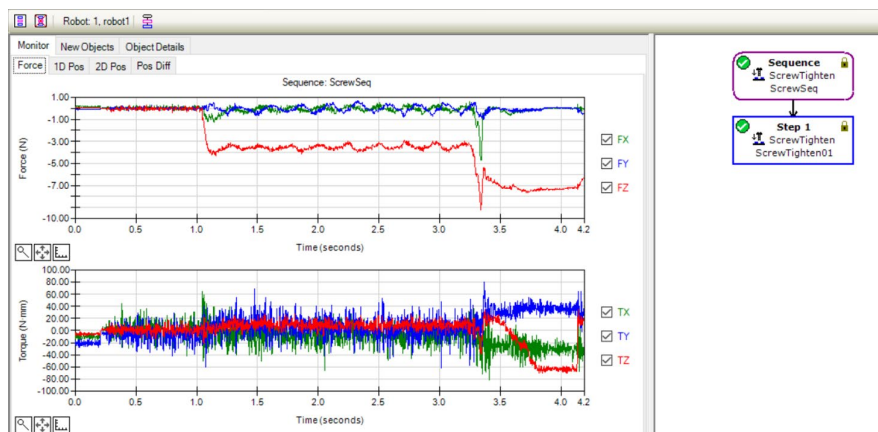 Robot: 1, robot1
Monitor New Objects Object Details
Force 1D Pos 2D Pos Pos Diff
Sequence: ScrewSeq
1.00
-1.00
-3.00
-5.00
-7.00
-10.00
Force (N)
0.0 0.5 1.0 1.5 2.0 2.5 3.0 3.5 4.0 4.2
Time (seconds)
FX
FY
FZ
100.00
80.00
60.00
40.00
20.00
0.00
-20.00
-40.00
-60.00
-80.00
-100.00
Torque (N mm)
0.0 0.5 1.0 1.5 2.0 2.5 3.0 3.5 4.0 4.2
Time (seconds)
TX
TY
TZ
Sequence
ScrewTighten
ScrewSeq
Step 1
ScrewTighten
ScrewTighten01